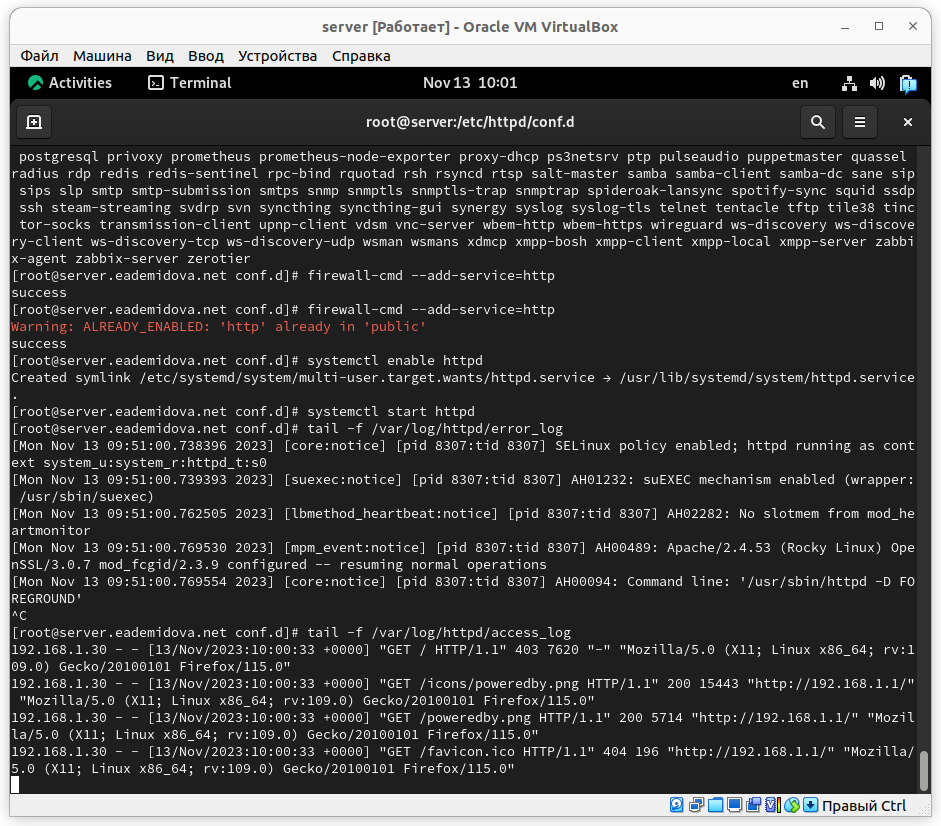 server [Работает] - Oracle VM VirtualBox
Файл Машина Вид Ввод Устройства Справка
Activities Terminal Nov 13 10:01 en
root@server:/etc/httpd/conf.d
postgresql privoxy prometheus prometheus-node-exporter proxy-dhcp ps3netsrv ptp pulseaudio puppetmaster quassel
radius rdp redis redis-sentinel rpc-bind rquotad rsh rsyncd rtsp salt-master samba samba-client samba-dc sane sip
sips slp smtp smtp-submission smtps snmp snmptls snmptls-trap snmptrap spideroak-lansync spotify-sync squid ssdp
ssh steam-streaming svdrp svn syncthing syncthing-gui synergy syslog syslog-tls telnet tentacle tftp tile38 tinc
tor-socks transmission-client upnp-client vdsm vnc-server wbem-http wbem-https wireguard ws-discovery ws-discove
ry-client ws-discovery-tcp ws-discovery-udp wsman wsmans xdmcp xmpp-bosh xmpp-client xmpp-local xmpp-server zabbi
x-agent zabbix-server zerotier
[root@server.eademidova.net conf.d]# firewall-cmd --add-service=http
success
[root@server.eademidova.net conf.d]# firewall-cmd --add-service=http
Warning: ALREADY_ENABLED: 'http' already in 'public'
success
[root@server.eademidova.net conf.d]# systemctl enable httpd
Created symlink /etc/systemd/system/multi-user.target.wants/httpd.service → /usr/lib/systemd/system/httpd.service
.
[root@server.eademidova.net conf.d]# systemctl start httpd
[root@server.eademidova.net conf.d]# tail -f /var/log/httpd/error_log
[Mon Nov 13 09:51:00.738396 2023] [core:notice] [pid 8307:tid 8307] SELinux policy enabled; httpd running as cont
ext system_u:system_r:httpd_t:s0
[Mon Nov 13 09:51:00.739393 2023] [suexec:notice] [pid 8307:tid 8307] AH01232: suEXEC mechanism enabled (wrapper:
/usr/sbin/suexec)
[Mon Nov 13 09:51:00.762505 2023] [lbmethod_heartbeat:notice] [pid 8307:tid 8307] AH02282: No slotmem from mod_he
artmonitor
[Mon Nov 13 09:51:00.769530 2023] [mpm_event:notice] [pid 8307:tid 8307] AH00489: Apache/2.4.53 (Rocky Linux) Ope
nSSL/3.0.7 mod_fcgid/2.3.9 configured -- resuming normal operations
[Mon Nov 13 09:51:00.769554 2023] [core:notice] [pid 8307:tid 8307] AH00094: Command line: '/usr/sbin/httpd -D FO
REGROUND'
^C
[root@server.eademidova.net conf.d]# tail -f /var/log/httpd/access_log
192.168.1.30 - - [13/Nov/2023:10:00:33 +0000] "GET / HTTP/1.1" 403 7620 "-" "Mozilla/5.0 (X11; Linux x86_64; rv:1
09.0) Gecko/20100101 Firefox/115.0"
192.168.1.30 - - [13/Nov/2023:10:00:33 +0000] "GET /icons/poweredby.png HTTP/1.1" 200 15443 "http://192.168.1.1/"
"Mozilla/5.0 (X11; Linux x86_64; rv:109.0) Gecko/20100101 Firefox/115.0"
192.168.1.30 - - [13/Nov/2023:10:00:33 +0000] "GET /poweredby.png HTTP/1.1" 200 5714 "http://192.168.1.1/" "Mozil
la/5.0 (X11; Linux x86_64; rv:109.0) Gecko/20100101 Firefox/115.0"
192.168.1.30 - - [13/Nov/2023:10:00:33 +0000] "GET /favicon.ico HTTP/1.1" 404 196 "http://192.168.1.1/" "Mozilla/
5.0 (X11; Linux x86_64; rv:109.0) Gecko/20100101 Firefox/115.0"
Правый Ctrl